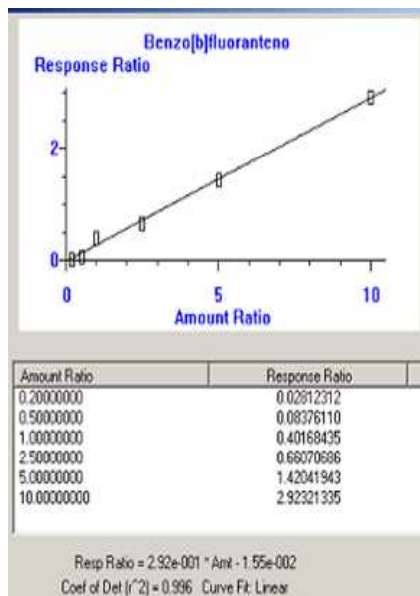 Benzo[b]fluoranteno
Response Ratio
2
0
0 5 10
Amount Ratio
Amount Ratio Response Ratio
0.20000000 0.02812312
0.50000000 0.08376110
1.00000000 0.40168435
2.50000000 0.66070686
5.00000000 1.42041943
10.00000000 2.92321335
Resp Ratio = 2.92e-001 * Amt - 1.55e-002
Coef of Det (r^2) = 0.996 Curve Fit: Linear